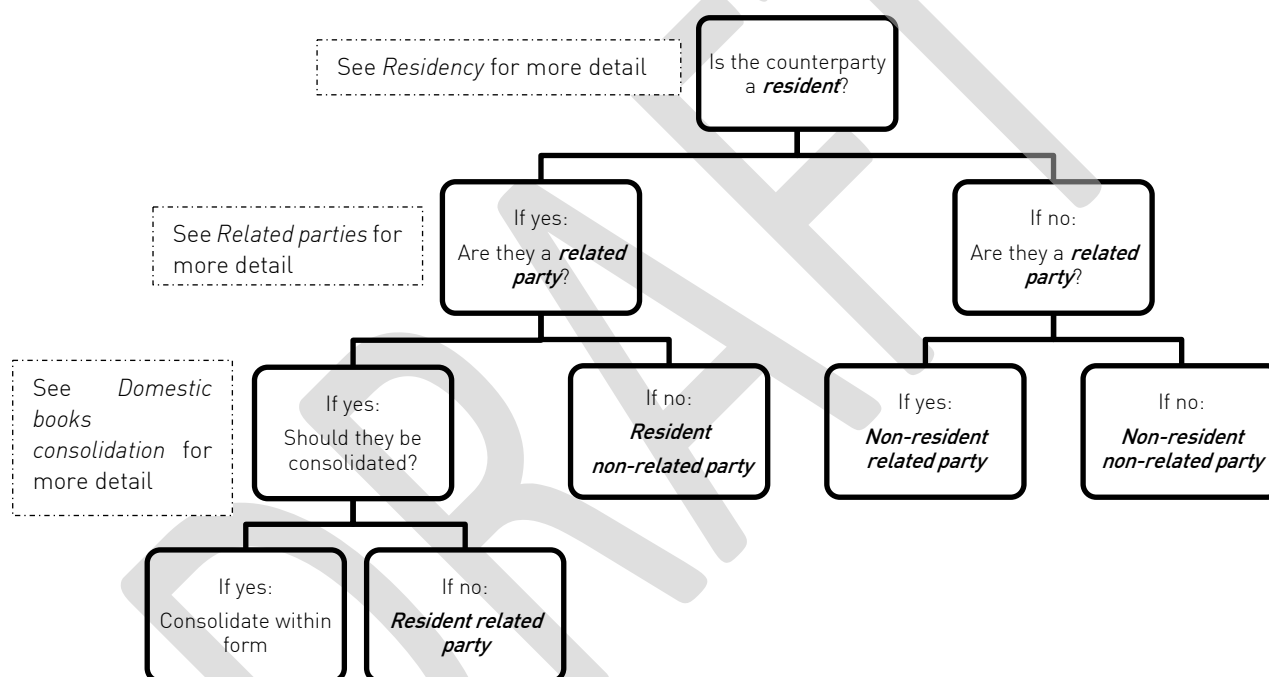 See Residency for more detail
Is the counterparty
a resident?
See Related parties for
more detail
If yes:
Are they a related
party?
If no:
Are they a related
party?
See Domestic
books
consolidation for
more detail
If yes:
Should they be
consolidated?
If no:
Resident
non-related party
If yes:
Non-resident
related party
If no:
Non-resident
non-related party
If yes:
Consolidate within
form
If no:
Resident related
party
DRAFT